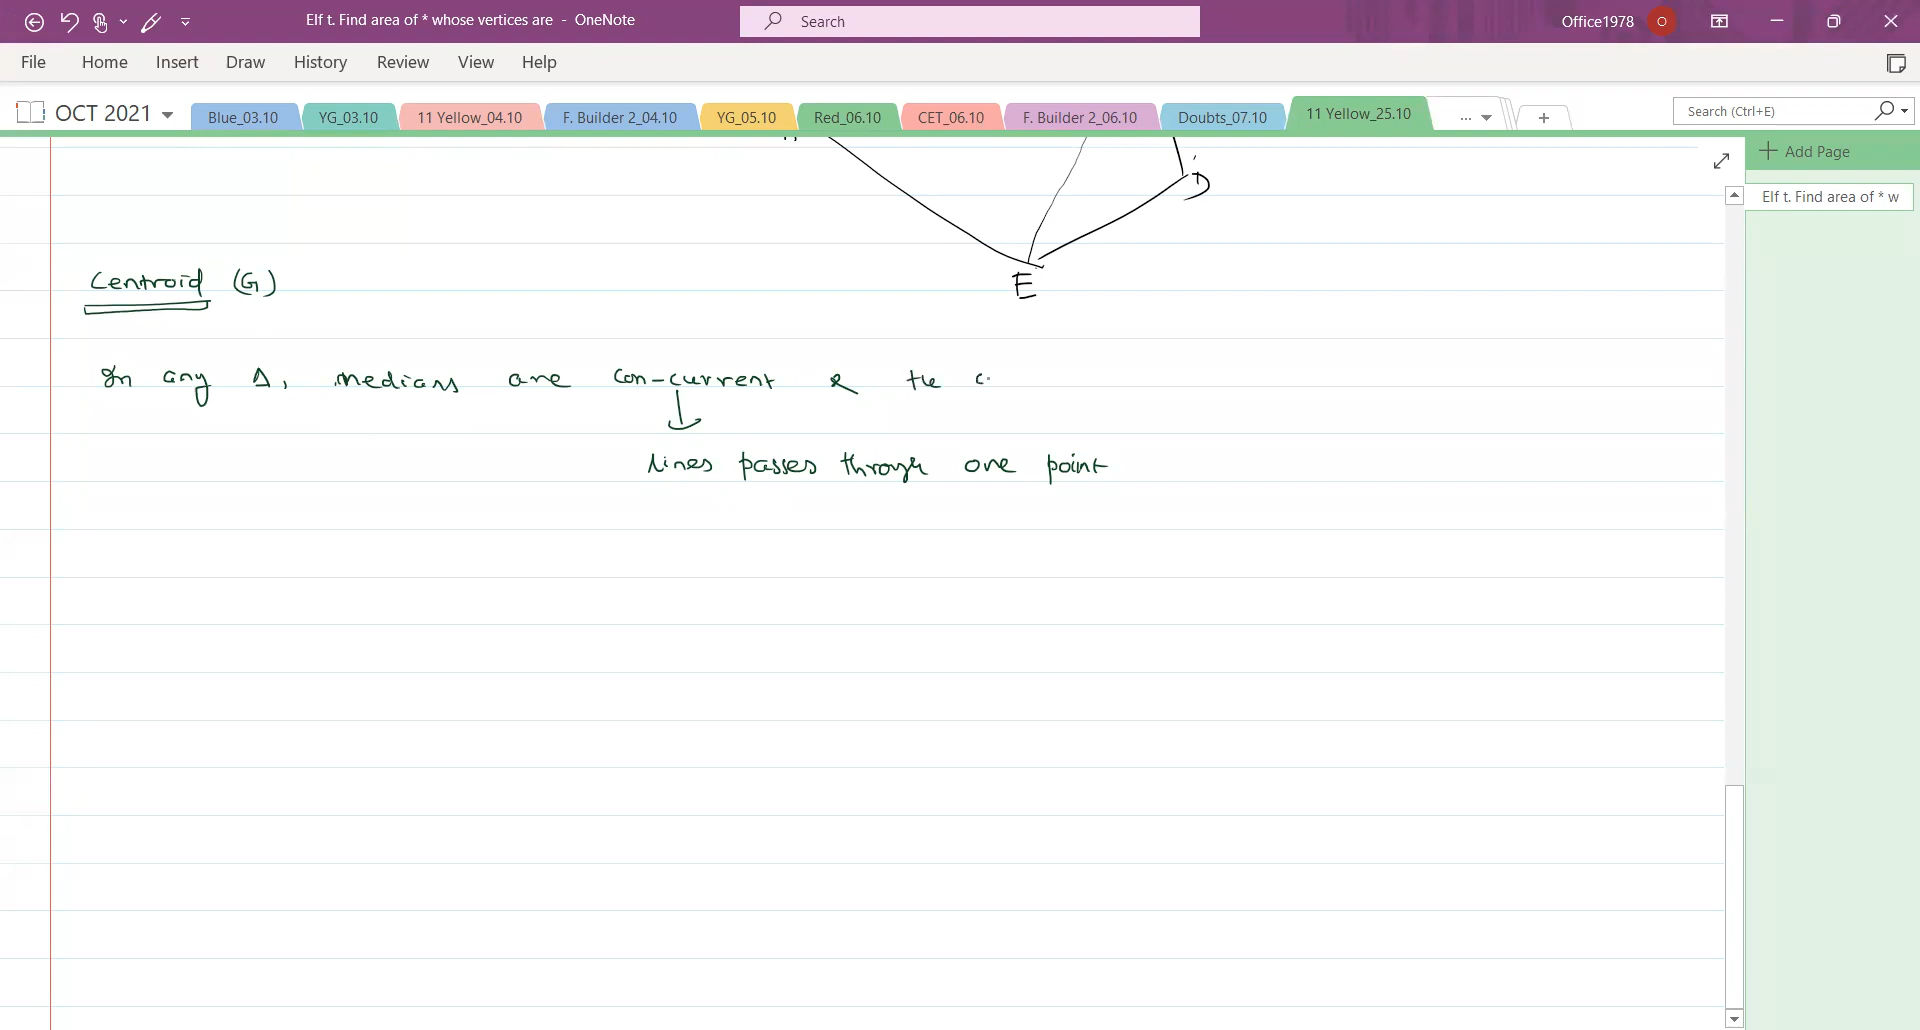 Elf t. Find area of * whose vertices are - OneNote
Search
Office1978
O
File Home Insert Draw History Review View Help
OCT 2021
Blue_03.10
YG_03.10
11 Yellow_04.10
F. Builder 2_04.10
YG_05.10
Red_06.10
CET_06.10
F. Builder 2_06.10
Doubts_07.10
11 Yellow_25.10
...
+
Search (Ctrl+E)
Add Page
Elf t. Find area of * w
D
E
Centroid (G)
In any Δ, medians are con-current & the
lines passes through one point